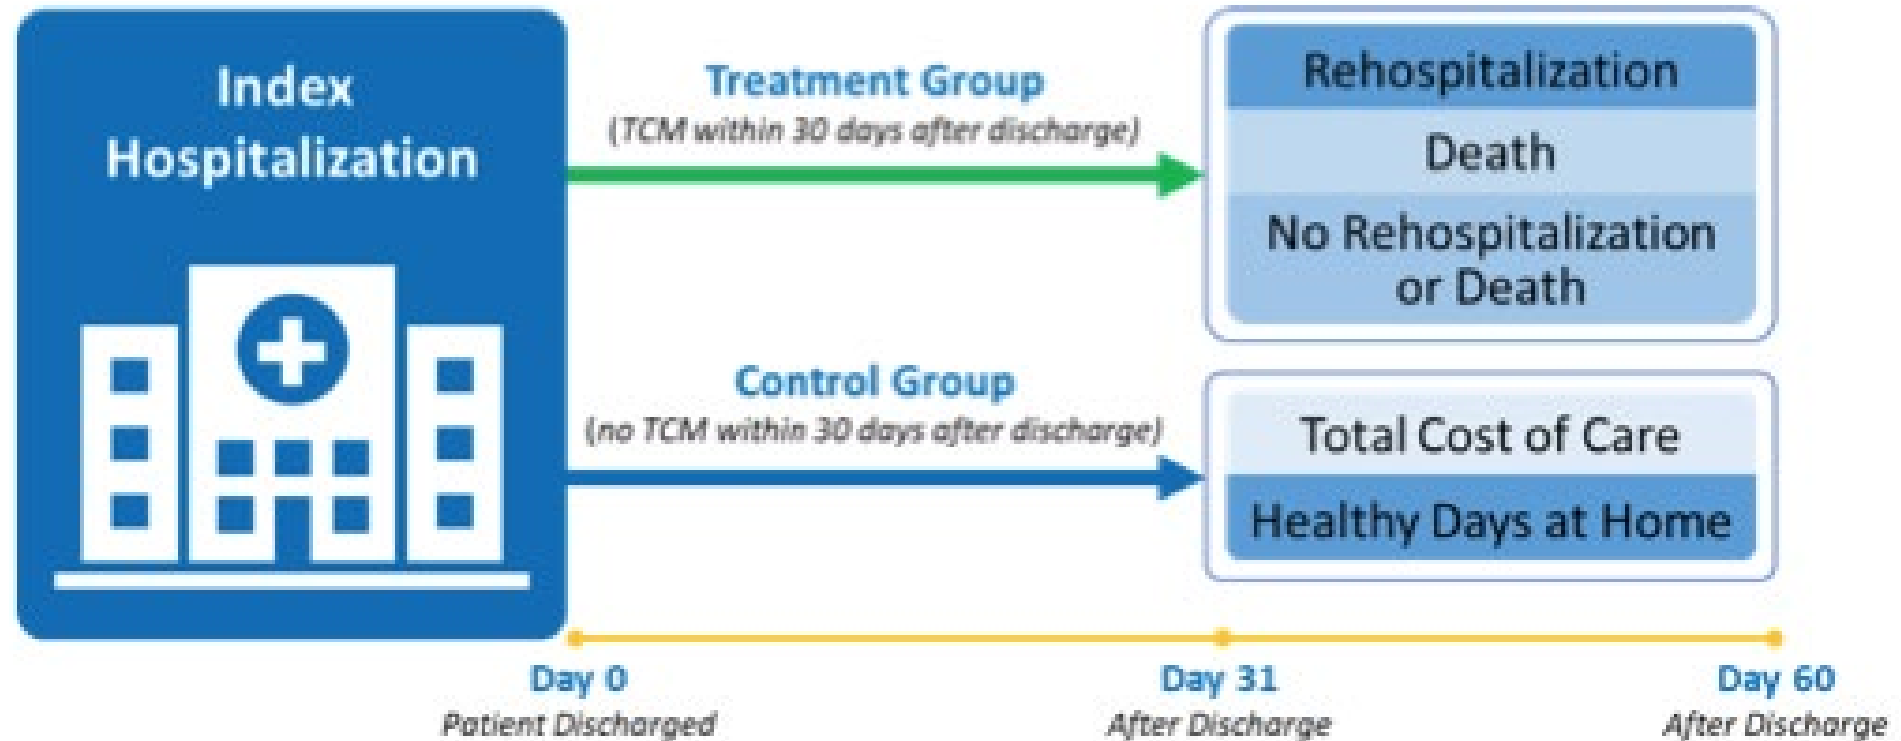 Index
Hospitalization
Treatment Group
(TCM within 30 days after discharge)
Control Group
(no TCM within 30 days after discharge)
Rehospitalization
Death
No Rehospitalization
or Death
Total Cost of Care
Healthy Days at Home
Day 0
Patient Discharged
Day 31
After Discharge
Day 60
After Discharge